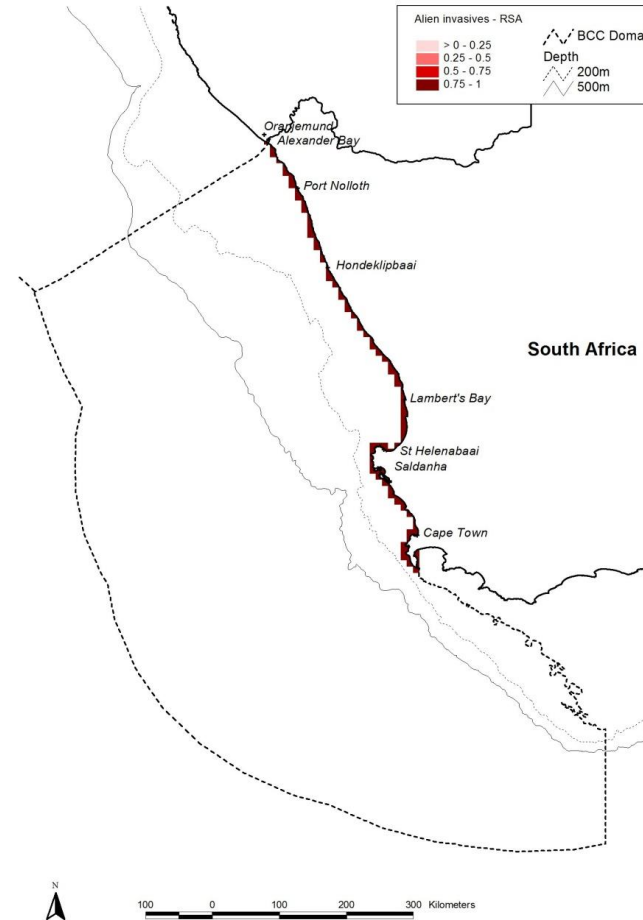 Alien invasives - RSA
> 0 - 0.25
0.25 - 0.5
0.5 - 0.75
0.75 - 1
BCC Doma
Depth
200m
500m
Oranjemund
Alexander Bay
Port Nolloth
Hondeklipbaai
South Africa
Lambert's Bay
St Helenabaai
Saldanha
Cape Town
N
100 0 100 200 300 Kilometers